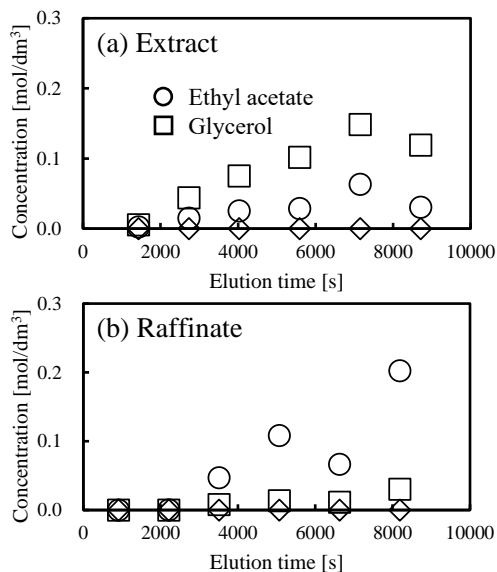 (a) Extract
Ethyl acetate
Glycerol
Concentration [mol/dm³]
0.3
0.2
0.1
0.0
0 2000 4000 6000 8000 10000
Elution time [s]
(b) Raffinate
Concentration [mol/dm³]
0.3
0.2
0.1
0.0
0 2000 4000 6000 8000 10000
Elution time [s]